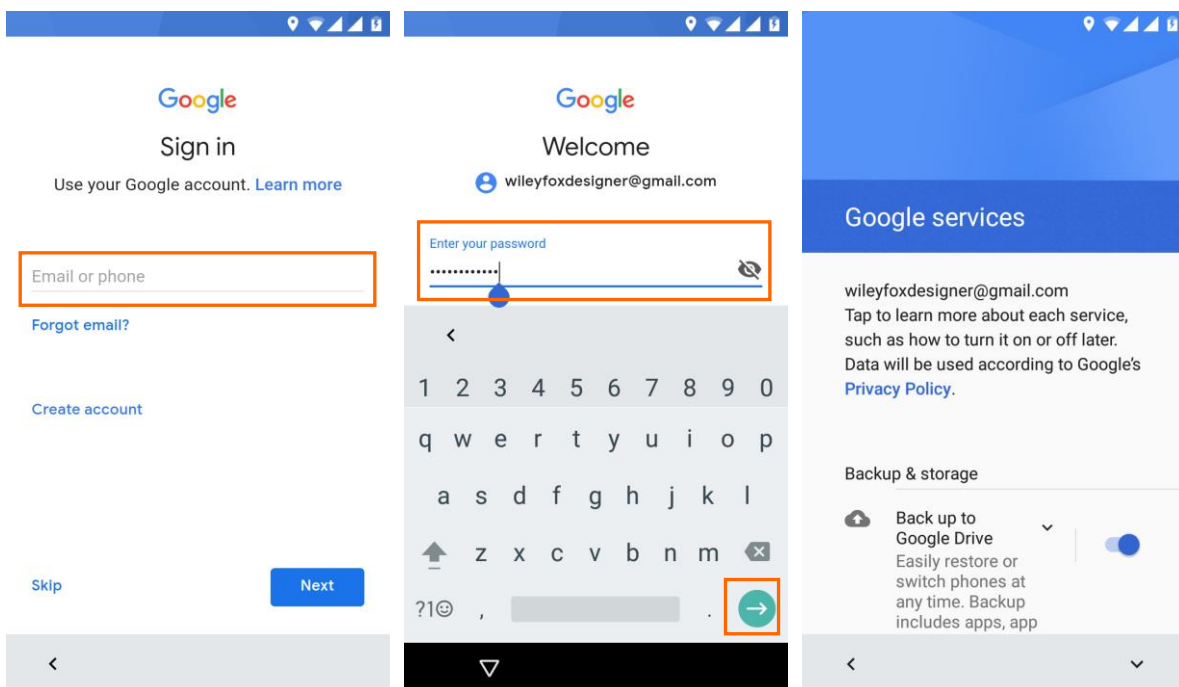 Google
Sign in
Use your Google account. Learn more
Email or phone
Forgot email?
Create account
Skip
Next
Google
Welcome
wileyfoxdesigner@gmail.com
Enter your password
••••••••••••
1 2 3 4 5 6 7 8 9 0
q w e r t y u i o p
a s d f g h j k l
z x c v b n m
?1☺ , .
Google services
wileyfoxdesigner@gmail.com
Tap to learn more about each service,
such as how to turn it on or off later.
Data will be used according to Google's
Privacy Policy.
Backup & storage
Back up to
Google Drive
Easily restore or
switch phones at
any time. Backup
includes apps, app